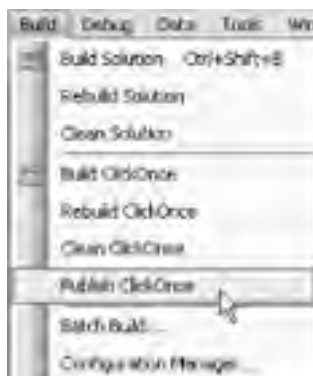 Build Debug Data Tools
Build Solution Ctrl+Shift+B
Rebuild Solution
Clean Solution
Build ClickOnce
Rebuild ClickOnce
Clean ClickOnce
Publish ClickOnce
Batch Build...
Configuration Manager...